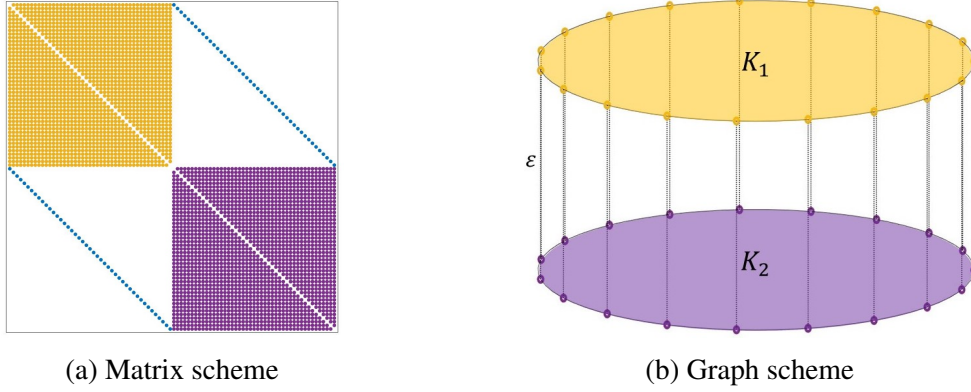 K₁
ε
K₂
(a) Matrix scheme
(b) Graph scheme